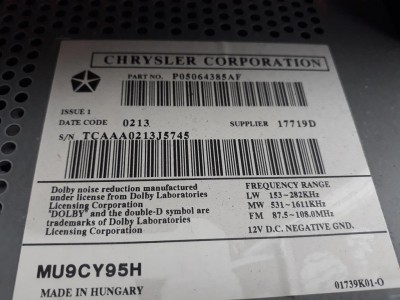 CHRYSLER CORPORATION
PART NO. P05064385AF
ISSUE 1
DATE CODE 0213 SUPPLIER 17719D
S/N TCAAA0213J5745
Dolby noise reduction manufactured
under license from Dolby Laboratories
Licensing Corporation
"DOLBY" and the double-D symbol are
trademarks of Dolby Laboratories
Licensing Corporation
FREQUENCY RANGE
LW 153~282KHz
MW 531~1611KHz
FM 87.5~108.0MHz
12V D.C. NEGATIVE GND.
MU9CY95H
MADE IN HUNGARY
01739K01-O